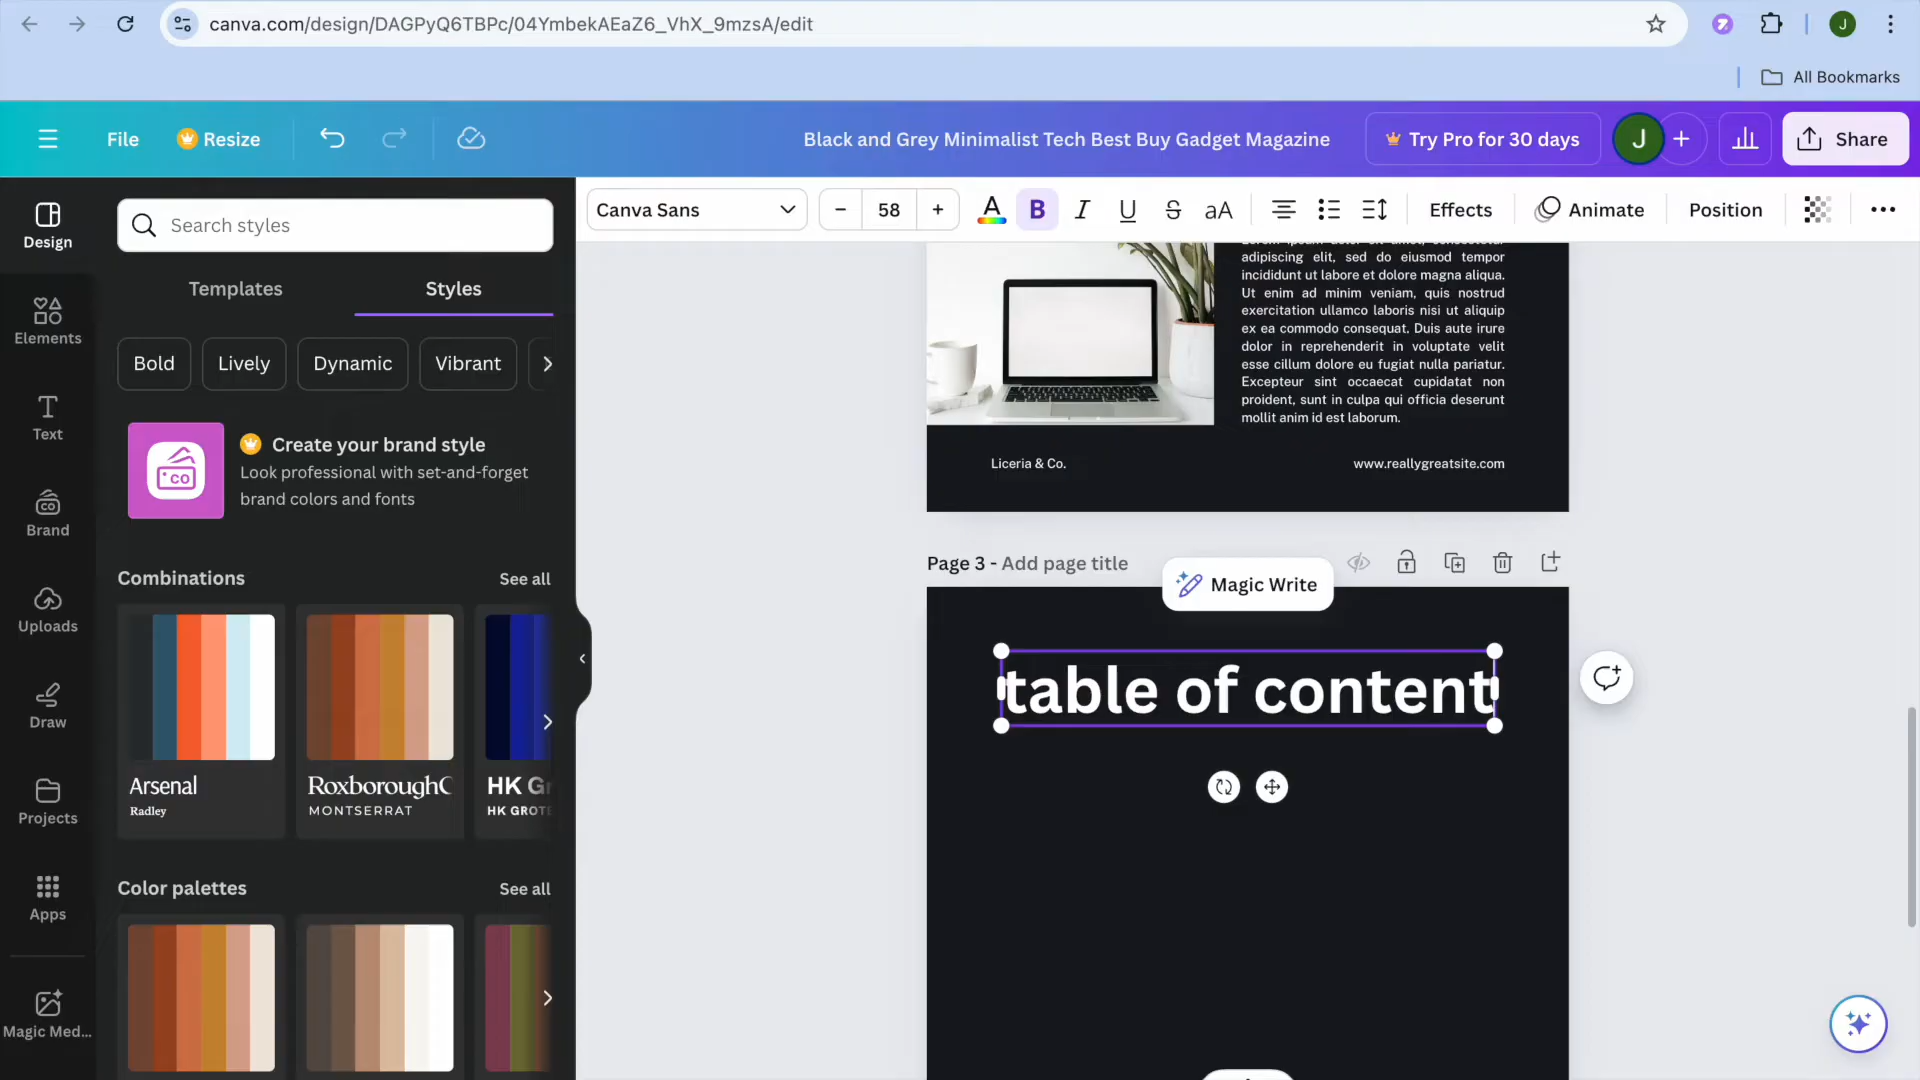 canva.com/design/DAGPyQ6TBPc/04YmbekAEaZ6_VhX_9mzsA/edit
J
All Bookmarks
File
Resize
Black and Grey Minimalist Tech Best Buy Gadget Magazine
Try Pro for 30 days
J
Share
Design
Elements
Text
Brand
Uploads
Draw
Projects
Apps
Magic Med...
Search styles
Templates
Styles
Bold
Lively
Dynamic
Vibrant
CO
Create your brand style
Look professional with set-and-forget
brand colors and fonts
Combinations
See all
Arsenal
Radley
RoxboroughC
MONTSERRAT
HK Gr
HK GROTE
Color palettes
See all
Canva Sans
58
A
B
I
U
S
aA
Effects
Animate
Position
adipiscing elit, sed do eiusmod tempor
incididunt ut labore et dolore magna aliqua.
Ut enim ad minim veniam, quis nostrud
exercitation ullamco laboris nisi ut aliquip
ex ea commodo consequat. Duis aute irure
dolor in reprehenderit in voluptate velit
esse cillum dolore eu fugiat nulla pariatur.
Excepteur sint occaecat cupidatat non
proident, sunt in culpa qui officia deserunt
mollit anim id est laborum.
Liceria & Co.
www.reallygreatsite.com
Page 3 - Add page title
Magic Write
table of content